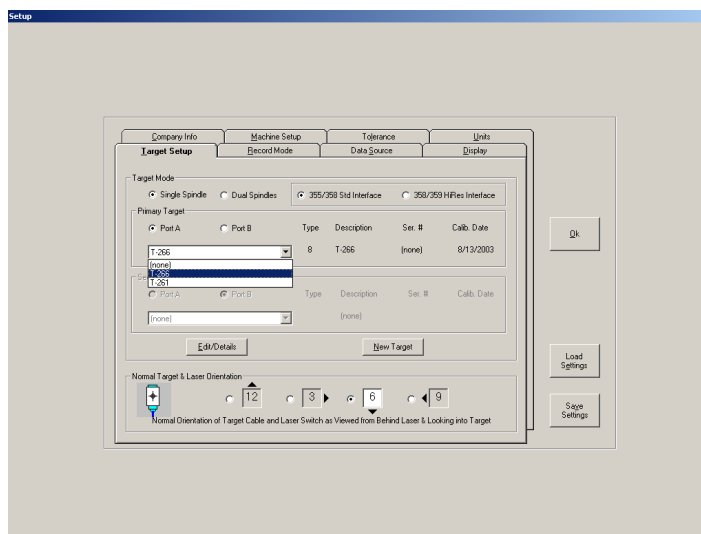 Setup
Company Info Machine Setup Tolerance Units
Target Setup Record Mode Data Source Display
Target Mode
Single Spindle Dual Spindles 355/358 Std Interface 358/359 HiRes Interface
Primary Target
Port A Port B Type Description Ser. # Calib. Date
T-266 8 T-266 (none) 8/13/2003
(none)
T-266
T-261
Port A Port B Type Description Ser. # Calib. Date
(none) (none)
Edit/Details New Target
Normal Target & Laser Orientation
12 3 6 9
Normal Orientation of Target Cable and Laser Switch as Viewed from Behind Laser & Looking into Target
Ok
Load
Settings
Save
Settings